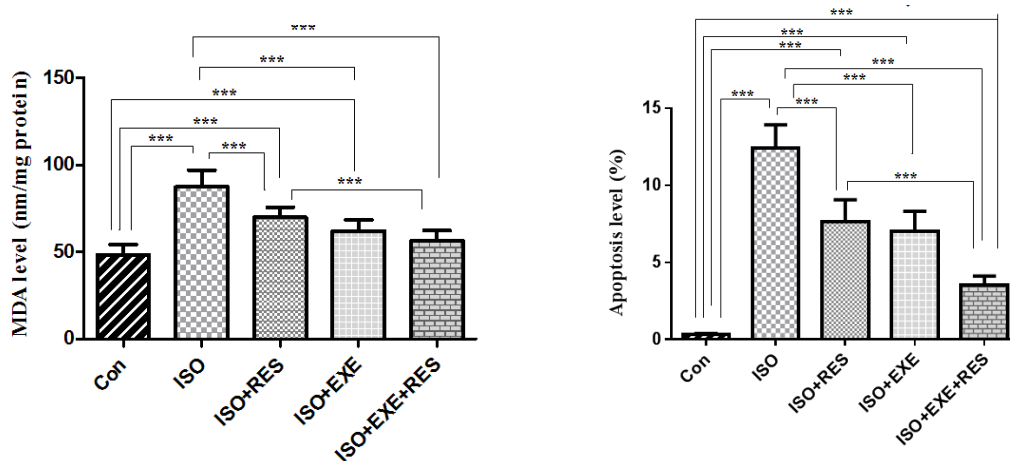 ***
***
***
***
***
***
***
MDA level (nm/mg protein)
150
100
50
0
Con
ISO
ISO+RES
ISO+EXE
ISO+EXE+RES
***
***
***
***
***
***
***
***
Apoptosis level (%)
15
10
5
0
Con
ISO
ISO+RES
ISO+EXE
ISO+EXE+RES